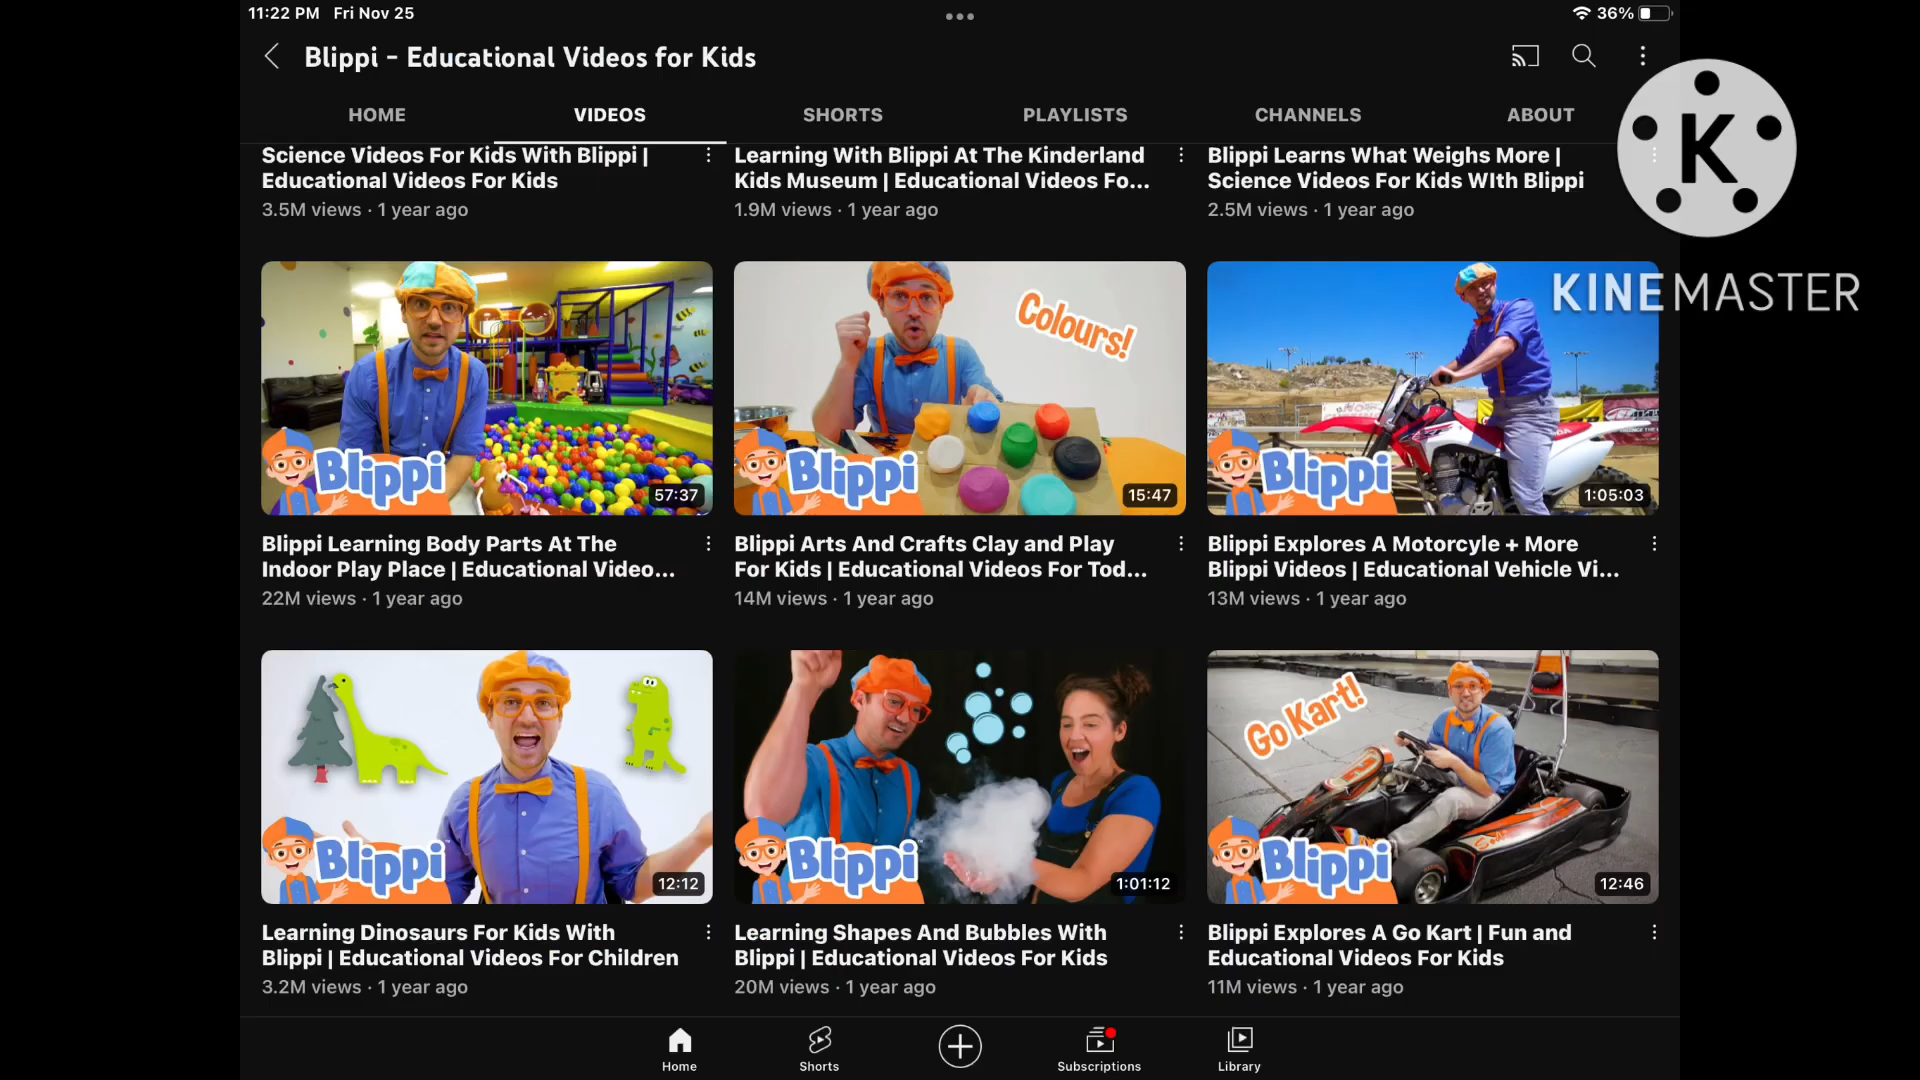 11:22 PM Fri Nov 25
36%
Blippi - Educational Videos for Kids
HOME VIDEOS SHORTS PLAYLISTS CHANNELS ABOUT
K
KINEMASTER
Science Videos For Kids With Blippi |
Educational Videos For Kids
3.5M views · 1 year ago
Learning With Blippi At The Kinderland
Kids Museum | Educational Videos Fo...
1.9M views · 1 year ago
Blippi Learns What Weighs More |
Science Videos For Kids WIth Blippi
2.5M views · 1 year ago
Blippi
57:37
Blippi Learning Body Parts At The
Indoor Play Place | Educational Video...
22M views · 1 year ago
Colours!
Blippi
15:47
Blippi Arts And Crafts Clay and Play
For Kids | Educational Videos For Tod...
14M views · 1 year ago
Blippi
1:05:03
Blippi Explores A Motorcyle + More
Blippi Videos | Educational Vehicle Vi...
13M views · 1 year ago
Blippi
12:12
Learning Dinosaurs For Kids With
Blippi | Educational Videos For Children
3.2M views · 1 year ago
Blippi
1:01:12
Learning Shapes And Bubbles With
Blippi | Educational Videos For Kids
20M views · 1 year ago
Go Kart!
Blippi
12:46
Blippi Explores A Go Kart | Fun and
Educational Videos For Kids
11M views · 1 year ago
Home Shorts Subscriptions Library